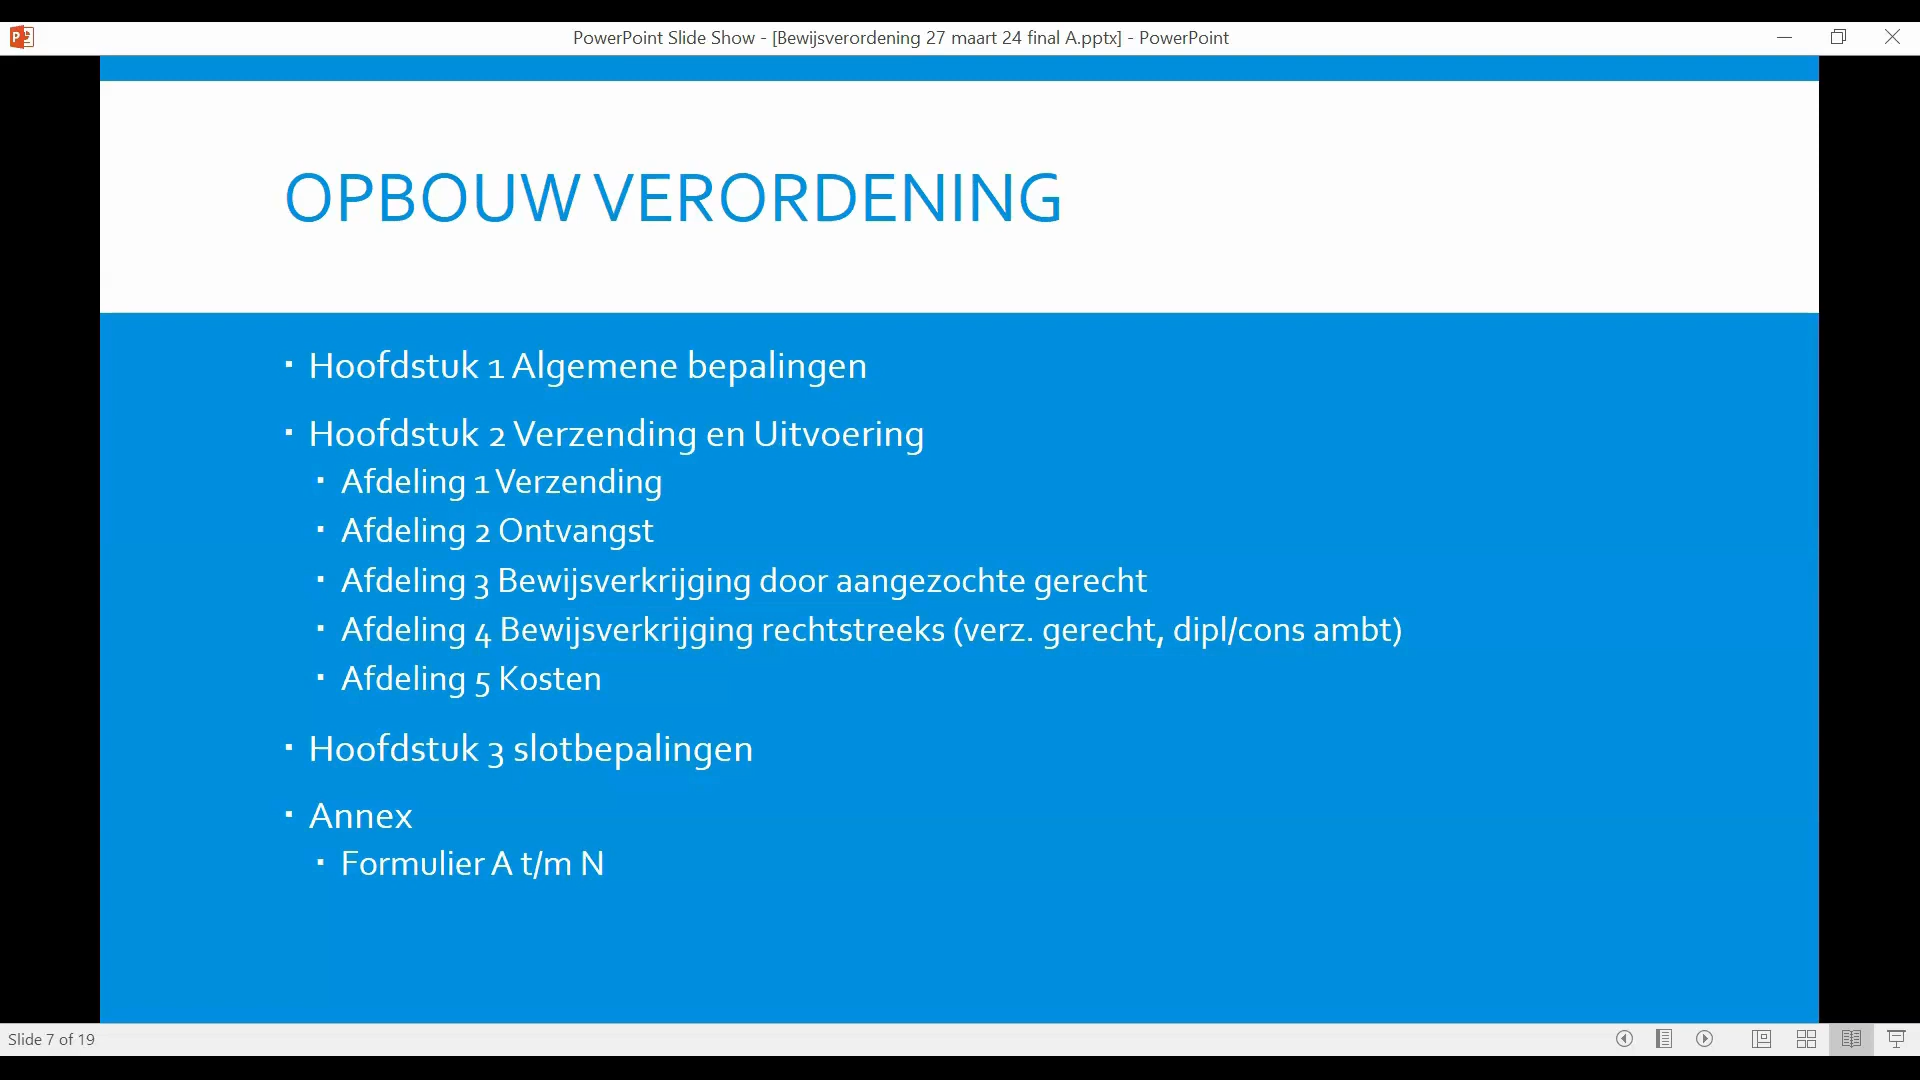 PowerPoint Slide Show - [Bewijsverordening 27 maart 24 final A.pptx] - PowerPoint
OPBOUW VERORDENING
▪ Hoofdstuk 1 Algemene bepalingen
▪ Hoofdstuk 2 Verzending en Uitvoering
▪ Afdeling 1 Verzending
▪ Afdeling 2 Ontvangst
▪ Afdeling 3 Bewijsverkrijging door aangezochte gerecht
▪ Afdeling 4 Bewijsverkrijging rechtstreeks (verz. gerecht, dipl/cons ambt)
▪ Afdeling 5 Kosten
▪ Hoofdstuk 3 slotbepalingen
▪ Annex
▪ Formulier A t/m N
Slide 7 of 19